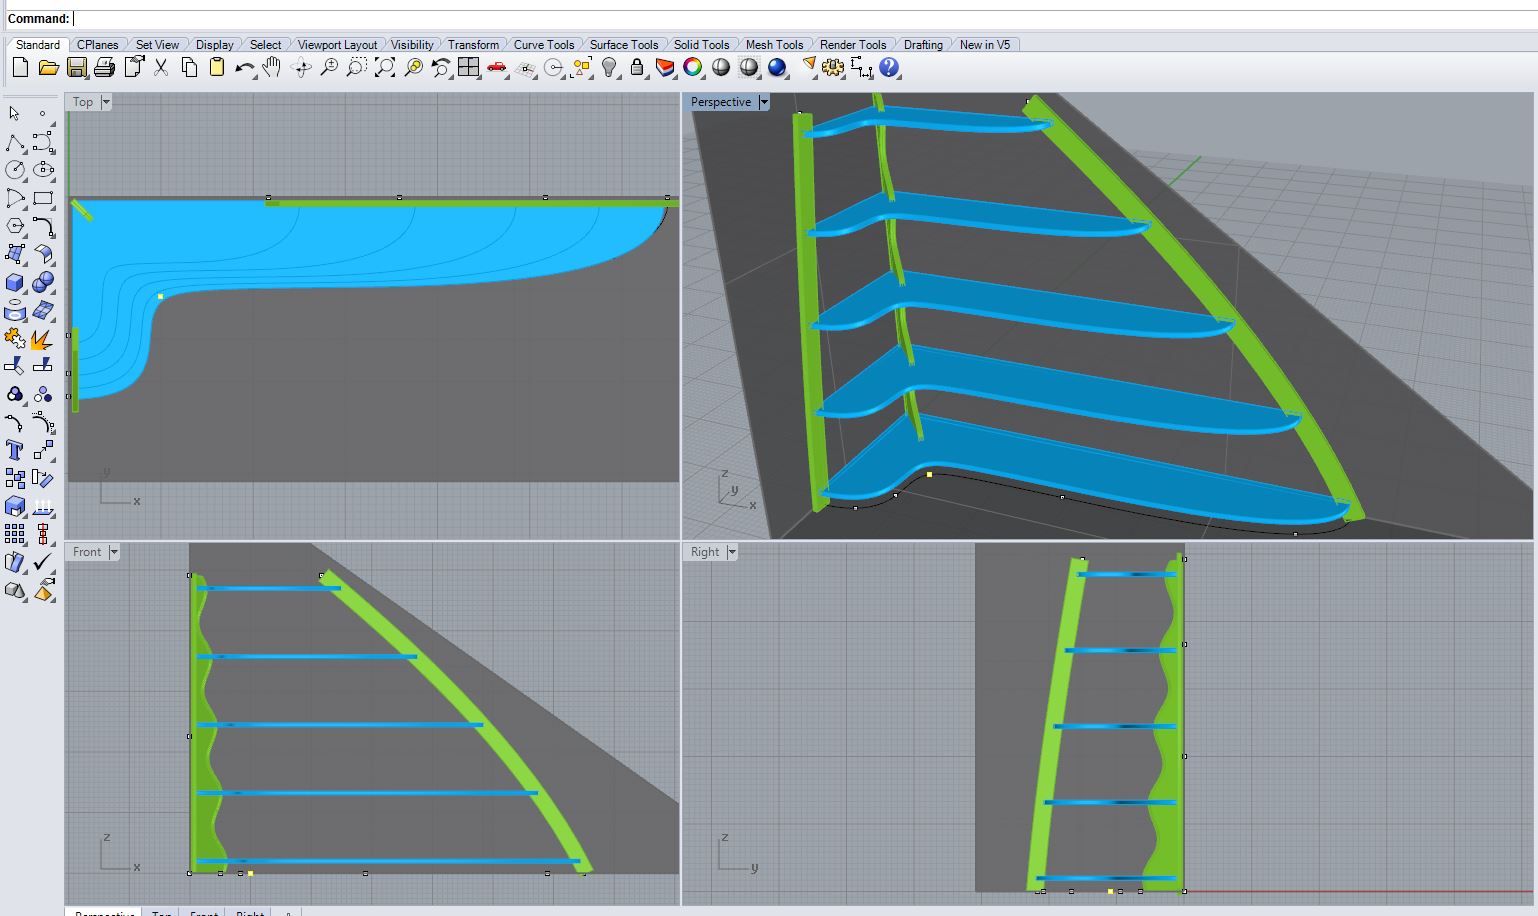 Command:
Standard CPlanes Set View Display Select Viewport Layout Visibility Transform Curve Tools Surface Tools Solid Tools Mesh Tools Render Tools Drafting New in V5
Top
y
x
Perspective
z
y
x
Front
z
x
Right
z
y
Perspective Top Front Right